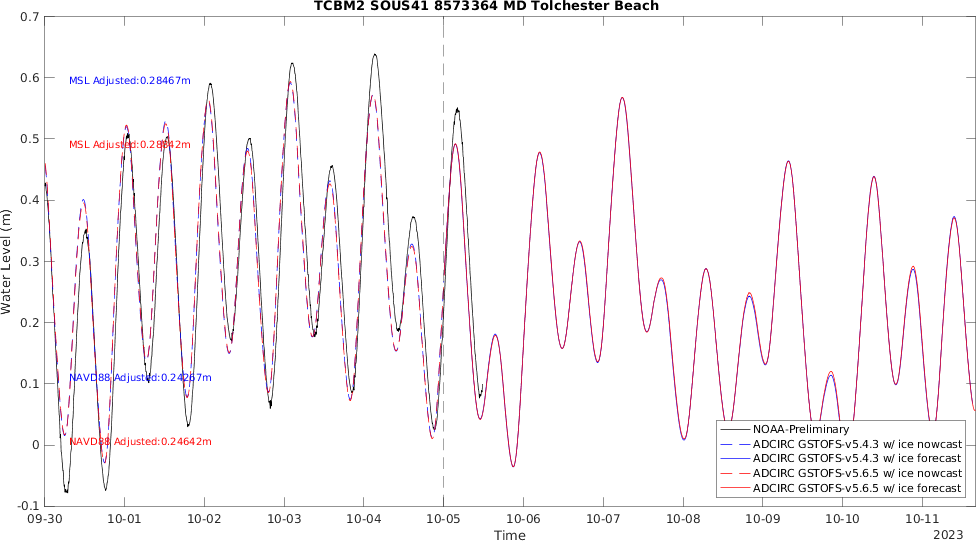 TCBM2 SOUS41 8573364 MD Tolchester Beach
0.7
0.6
0.5
0.4
0.3
0.2
0.1
0
-0.1
Water Level (m)
MSL Adjusted:0.28467m
MSL Adjusted:0.28842m
NAVD88 Adjusted:0.24267m
NAVD88 Adjusted:0.24642m
NOAA-Preliminary
ADCIRC GSTOFS-v5.4.3 w/ ice nowcast
ADCIRC GSTOFS-v5.4.3 w/ ice forecast
ADCIRC GSTOFS-v5.6.5 w/ ice nowcast
ADCIRC GSTOFS-v5.6.5 w/ ice forecast
09-30 10-01 10-02 10-03 10-04 10-05 10-06 10-07 10-08 10-09 10-10 10-11
Time
2023